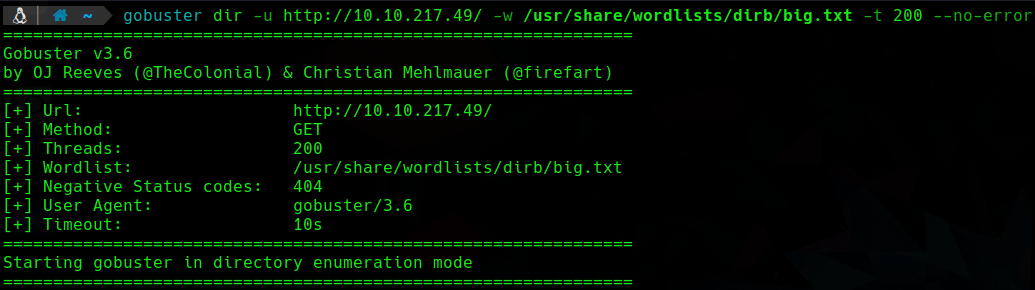 ~ gobuster dir -u http://10.10.217.49/ -w /usr/share/wordlists/dirb/big.txt -t 200 --no-error
===============================================================
Gobuster v3.6
by OJ Reeves (@TheColonial) & Christian Mehlmauer (@firefart)
===============================================================
[+] Url:                     http://10.10.217.49/
[+] Method:                  GET
[+] Threads:                 200
[+] Wordlist:                /usr/share/wordlists/dirb/big.txt
[+] Negative Status codes:   404
[+] User Agent:              gobuster/3.6
[+] Timeout:                 10s
===============================================================
Starting gobuster in directory enumeration mode
===============================================================